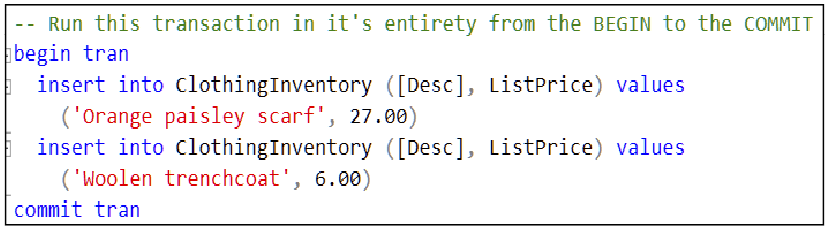 -- Run this transaction in it's entirety from the BEGIN to the COMMIT
begin tran
insert into ClothingInventory ([Desc], ListPrice) values
('Orange paisley scarf', 27.00)
insert into ClothingInventory ([Desc], ListPrice) values
('Woolen trenchcoat', 6.00)
commit tran